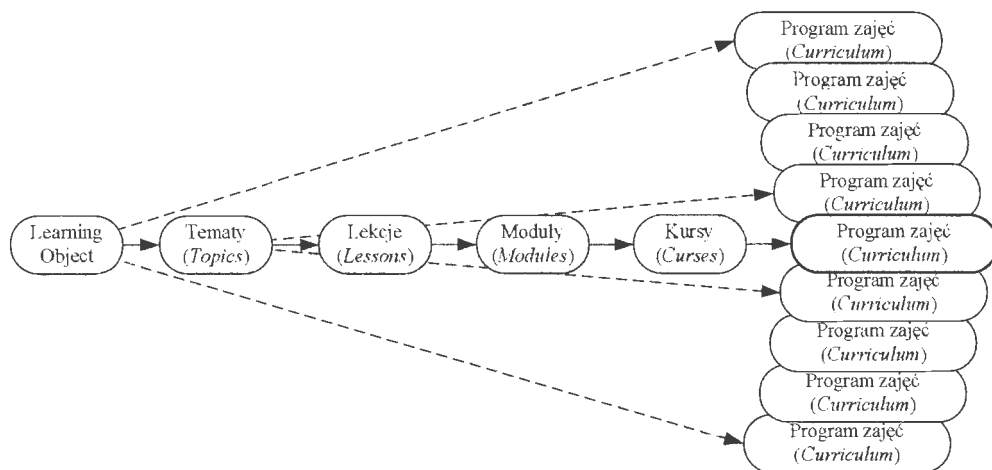 Program zajęć
(Curriculum)
Program zajęć
(Curriculum)
Program zajęć
(Curriculum)
Program zajęć
(Curriculum)
Learning
Object
Tematy
(Topics)
Lekcje
(Lessons)
Moduły
(Modules)
Kursy
(Curses)
Program zajęć
(Curriculum)
Program zajęć
(Curriculum)
Program zajęć
(Curriculum)
Program zajęć
(Curriculum)
Program zajęć
(Curriculum)